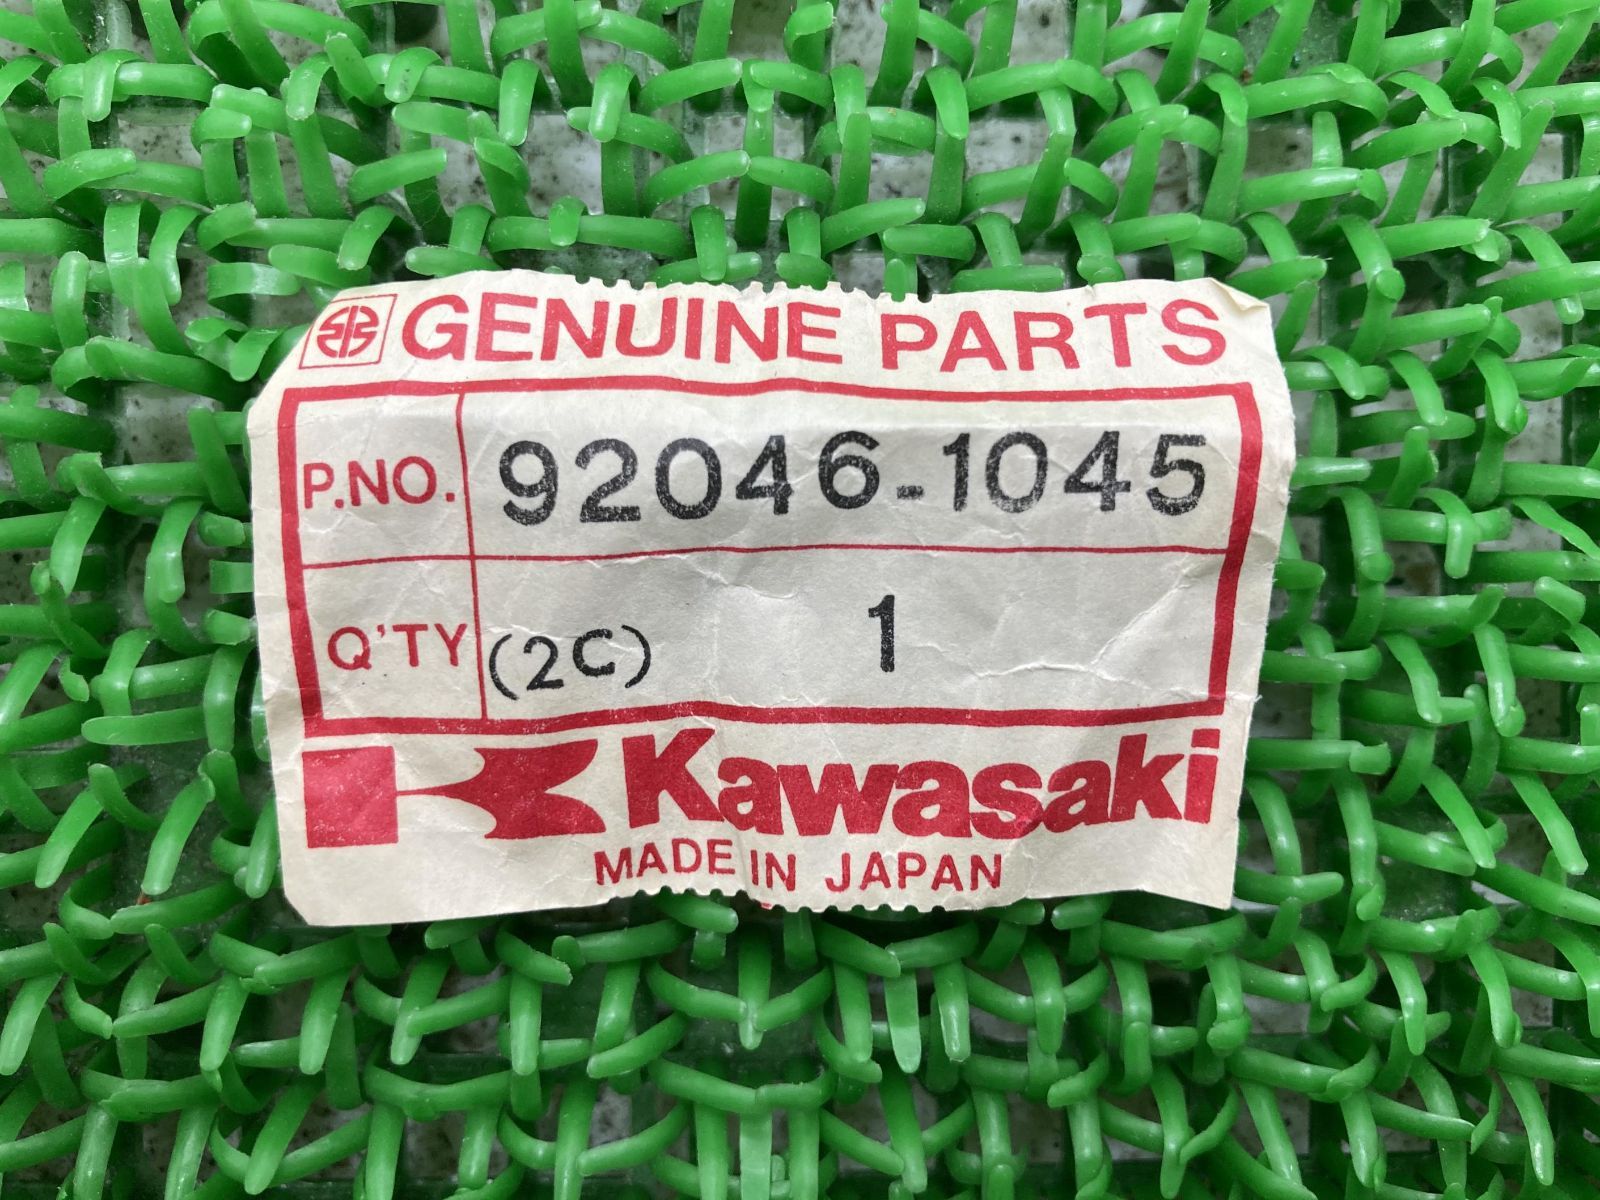 GENUINE PARTS
P.NO. 92046-1045
Q'TY (2C) 1
Kawasaki
MADE IN JAPAN